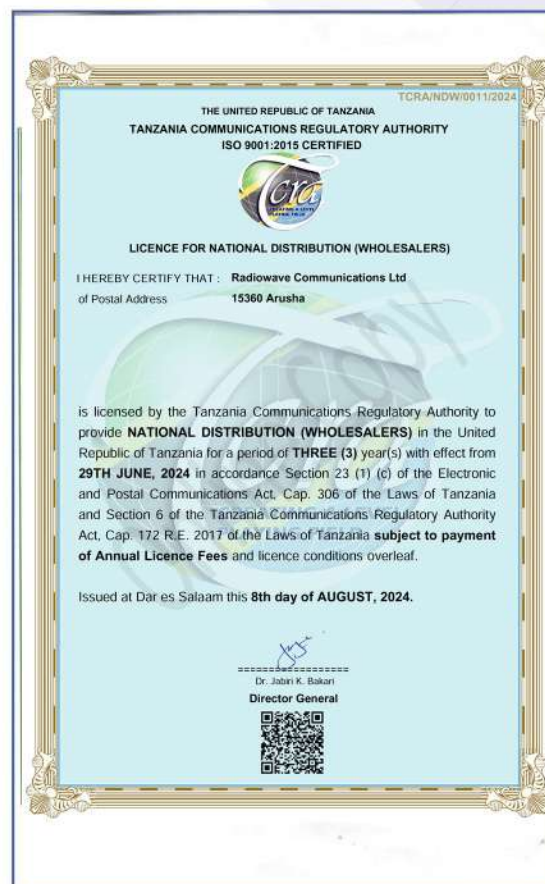 TCRA/NDW/0011/2024
THE UNITED REPUBLIC OF TANZANIA
TANZANIA COMMUNICATIONS REGULATORY AUTHORITY
ISO 9001:2015 CERTIFIED
Tcra
CREATING A LEVEL
PLAYING FIELD
LICENCE FOR NATIONAL DISTRIBUTION (WHOLESALERS)
I HEREBY CERTIFY THAT : Radiowave Communications Ltd
of Postal Address 15360 Arusha
is licensed by the Tanzania Communications Regulatory Authority to
provide NATIONAL DISTRIBUTION (WHOLESALERS) in the United
Republic of Tanzania for a period of THREE (3) year(s) with effect from
29TH JUNE, 2024 in accordance Section 23 (1) (c) of the Electronic
and Postal Communications Act, Cap. 306 of the Laws of Tanzania
and Section 6 of the Tanzania Communications Regulatory Authority
Act, Cap. 172 R.E. 2017 of the Laws of Tanzania subject to payment
of Annual Licence Fees and licence conditions overleaf.
Issued at Dar es Salaam this 8th day of AUGUST, 2024.
Dr. Jabiri K. Bakari
Director General